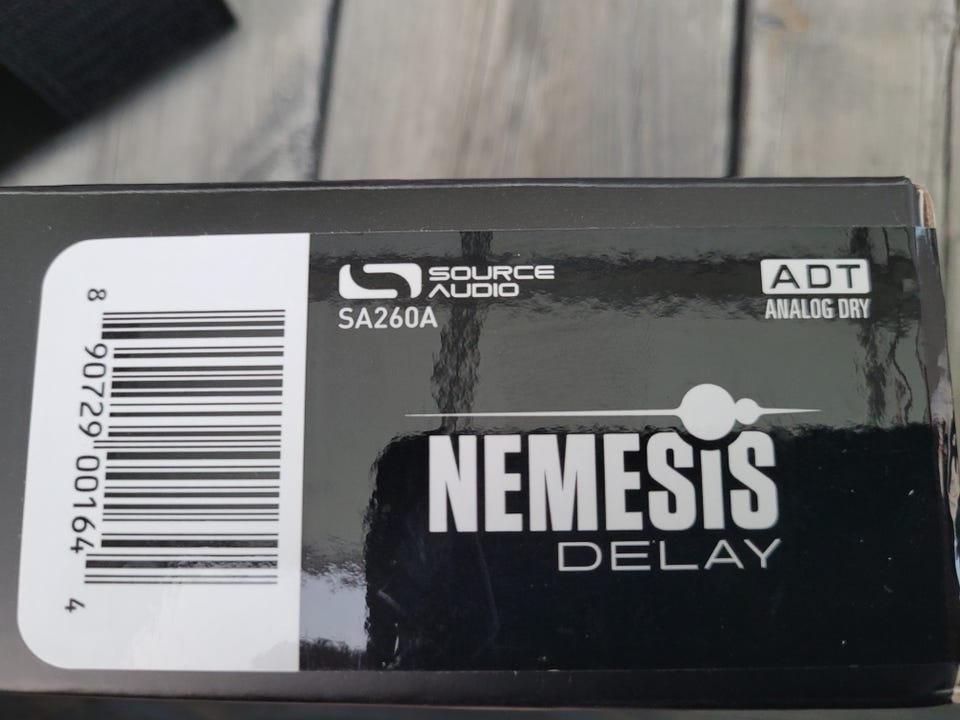 8 90729 00164 4
SOURCE
AUDIO
SA260A
ADT
ANALOG DRY
NEMESiS
DELAY